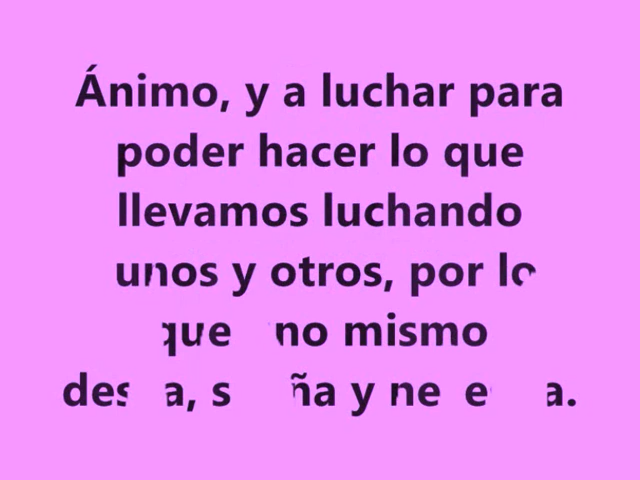 Ánimo, y a luchar para
poder hacer lo que
llevamos luchando
unos y otros, por lo
que mismo
y